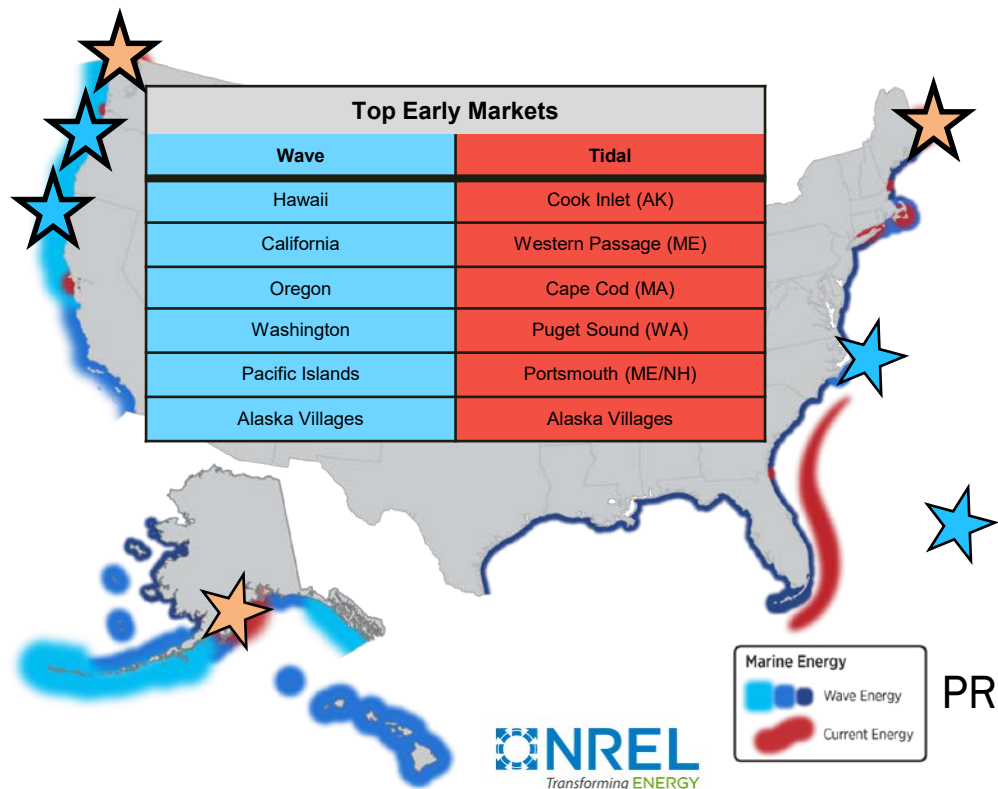 Top Early Markets
Wave Tidal
Hawaii Cook Inlet (AK)
California Western Passage (ME)
Oregon Cape Cod (MA)
Washington Puget Sound (WA)
Pacific Islands Portsmouth (ME/NH)
Alaska Villages Alaska Villages
Marine Energy
Wave Energy
Current Energy
PR
NREL
Transforming ENERGY